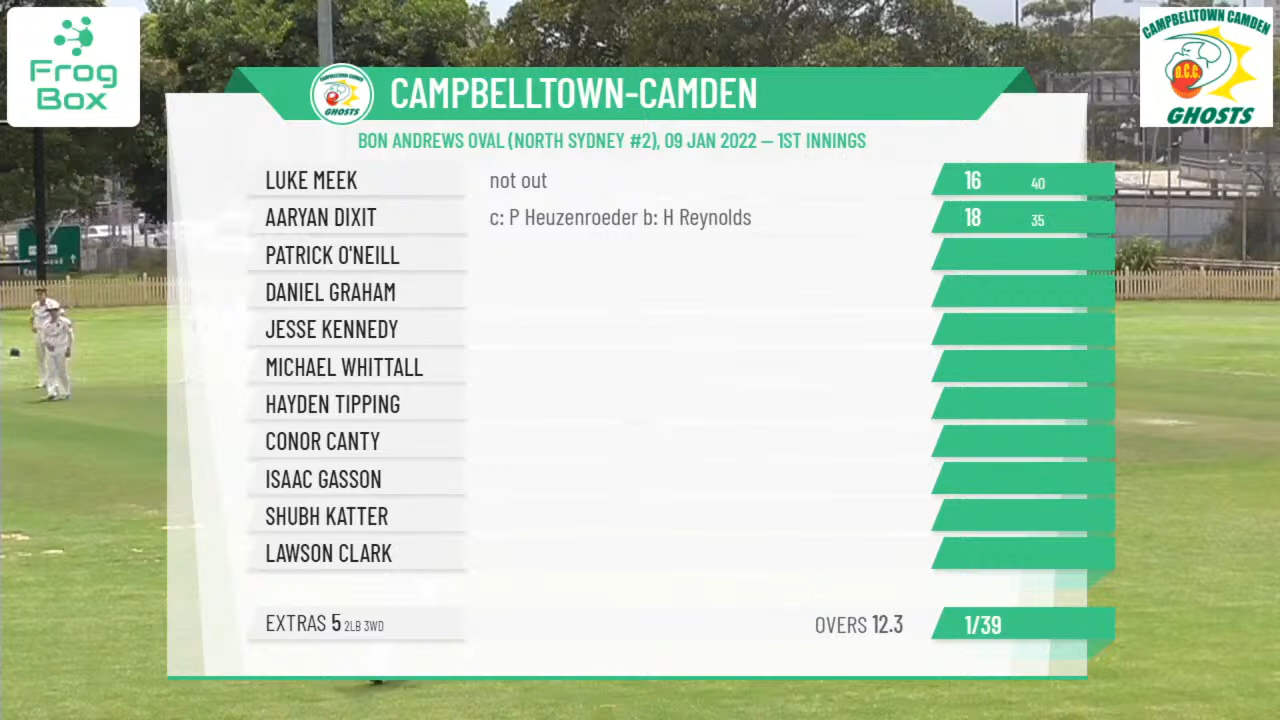 Frog
Box
CAMPBELLTOWN CAMDEN
D.C.C.
GHOSTS
GHOSTS
CAMPBELLTOWN-CAMDEN
BON ANDREWS OVAL (NORTH SYDNEY #2), 09 JAN 2022 – 1ST INNINGS
LUKE MEEK not out 16 40
AARYAN DIXIT c: P Heuzenroeder b: H Reynolds 18 35
PATRICK O'NEILL
DANIEL GRAHAM
JESSE KENNEDY
MICHAEL WHITTALL
HAYDEN TIPPING
CONOR CANTY
ISAAC GASSON
SHUBH KATTER
LAWSON CLARK
EXTRAS 5 2LB 3WD OVERS 12.3 1/39